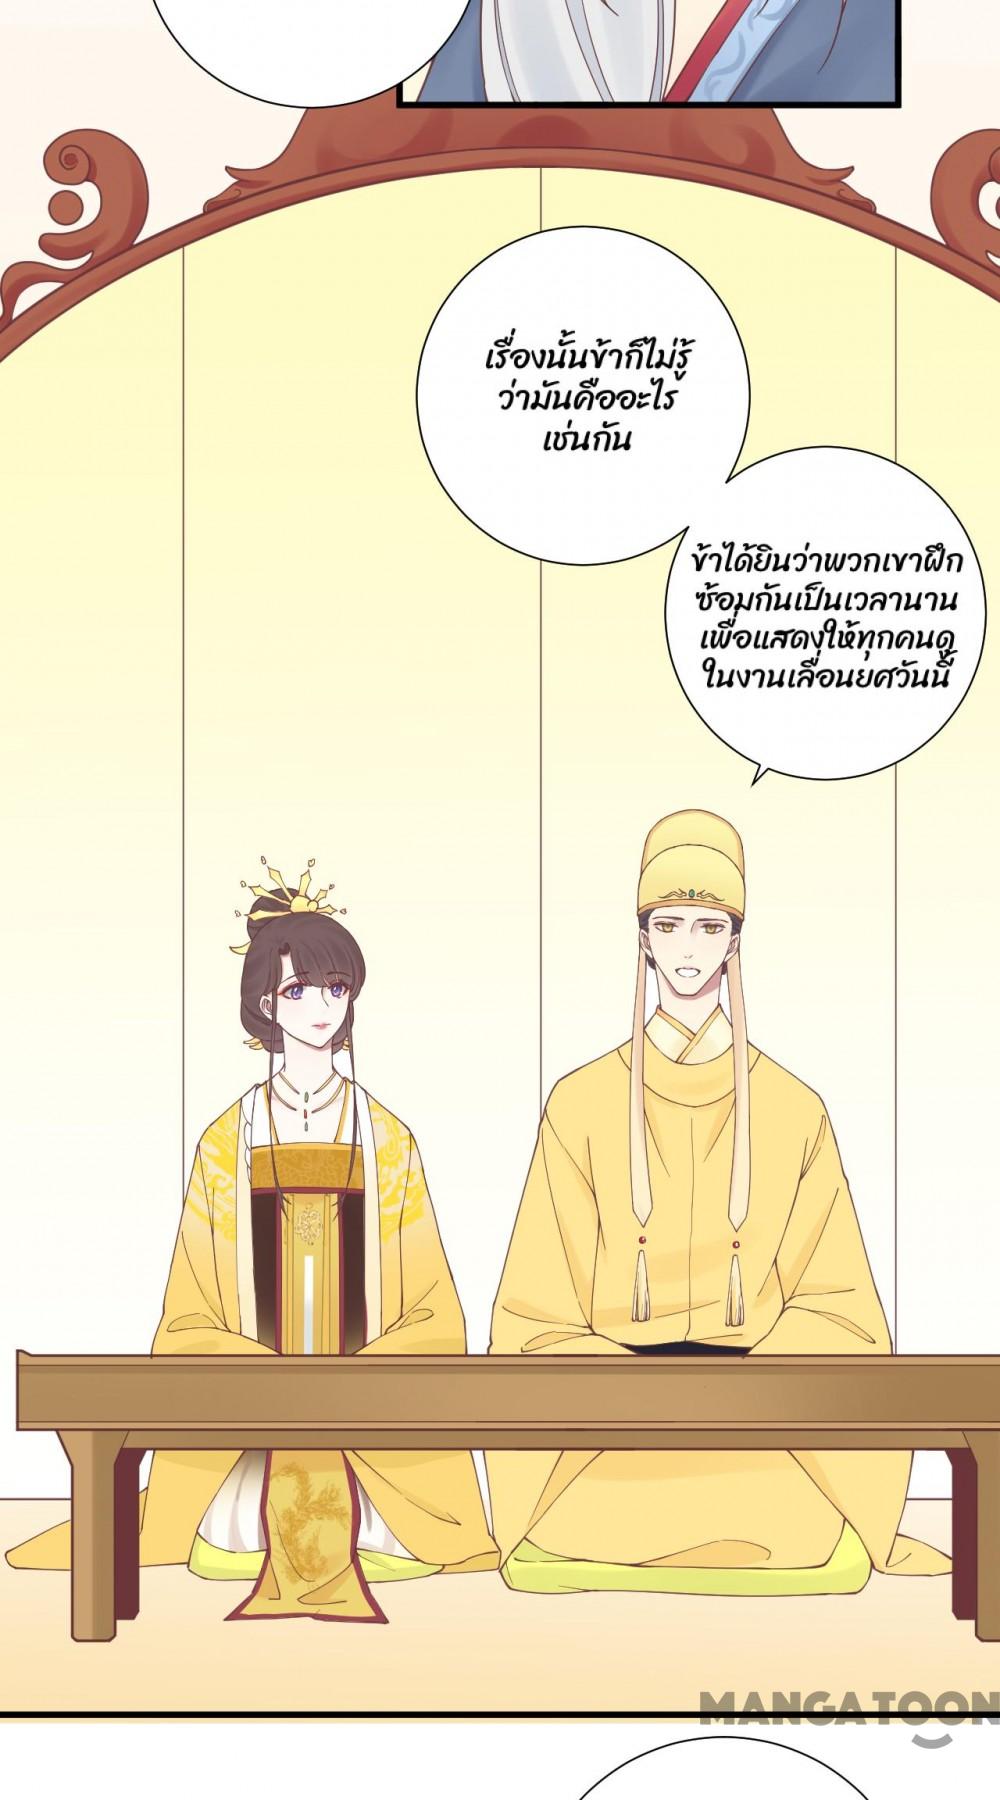 เรื่องนั้นข้าก็ไม่รู้
ว่ามันคืออะไร
เช่นกัน
ข้าได้ยินว่าพวกเขาฝึก
ซ้อมกันเป็นเวลานาน
เพื่อแสดงให้ทุกคนดู
ในงานเลื่อนยศวันนี้
MANGATOON